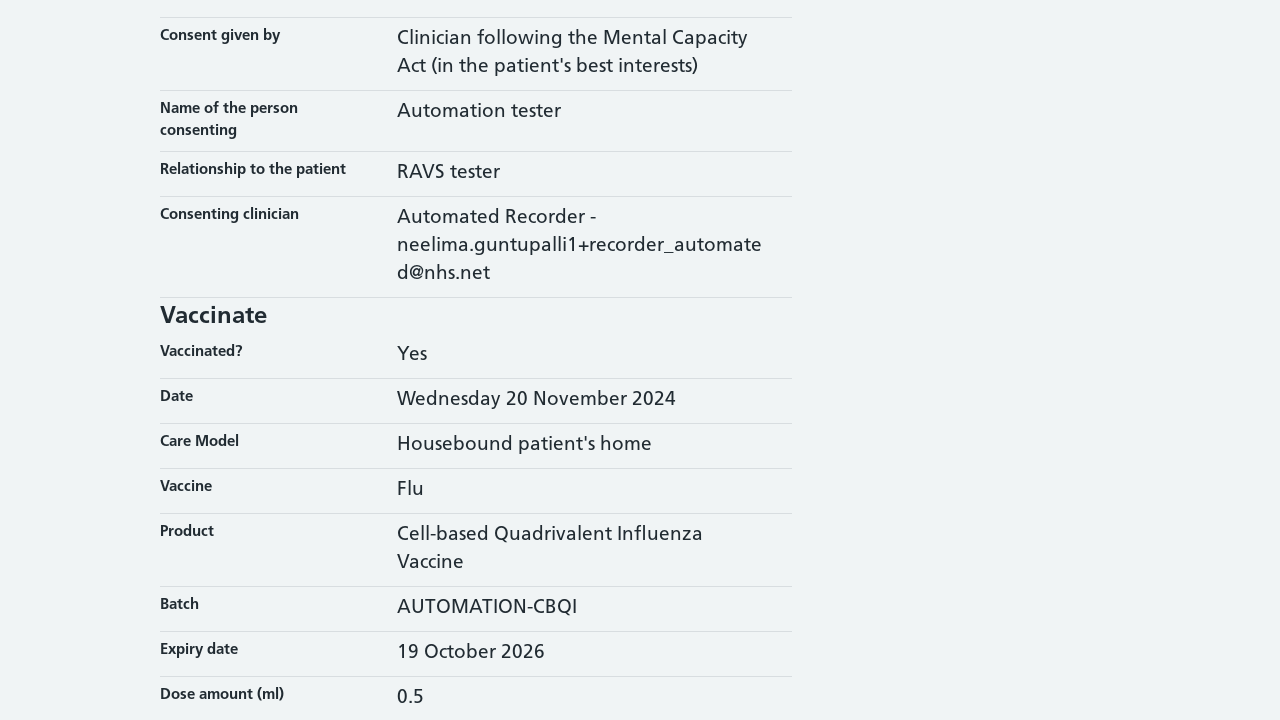 Consent given by
Clinician following the Mental Capacity
Act (in the patient's best interests)
Name of the person
consenting
Automation tester
Relationship to the patient
RAVS tester
Consenting clinician
Automated Recorder -
neelima.guntupalli1+recorder_automate
d@nhs.net
Vaccinate
Vaccinated?
Yes
Date
Wednesday 20 November 2024
Care Model
Housebound patient's home
Vaccine
Flu
Product
Cell-based Quadrivalent Influenza
Vaccine
Batch
AUTOMATION-CBQI
Expiry date
19 October 2026
Dose amount (ml)
0.5